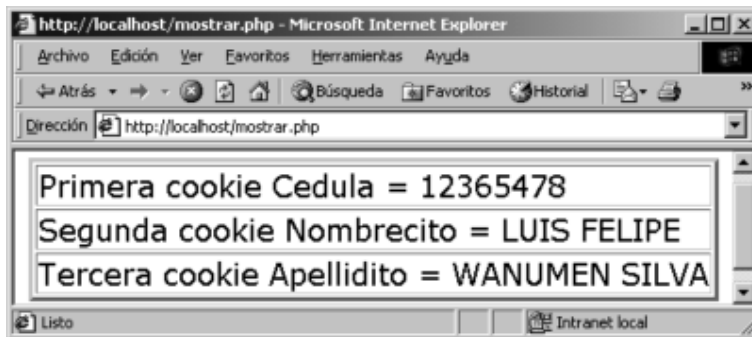 http://localhost/mostrar.php - Microsoft Internet Explorer
Archivo Edición Ver Favoritos Herramientas Ayuda
Atrás Búsqueda Favoritos Historial »
Dirección http://localhost/mostrar.php
Primera cookie Cedula = 12365478
Segunda cookie Nombrecito = LUIS FELIPE
Tercera cookie Apellidito = WANUMEN SILVA
Listo Intranet local